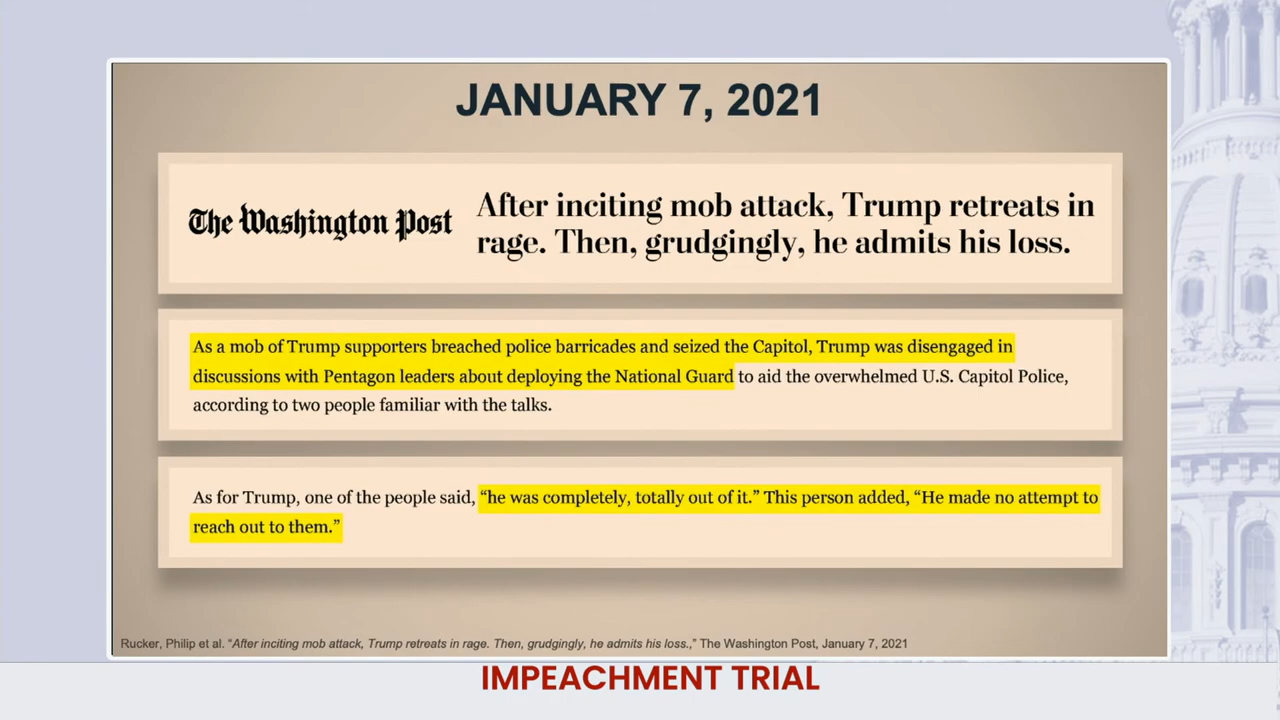 JANUARY 7, 2021
The Washington Post
After inciting mob attack, Trump retreats in
rage. Then, grudgingly, he admits his loss.
As a mob of Trump supporters breached police barricades and seized the Capitol, Trump was disengaged in
discussions with Pentagon leaders about deploying the National Guard to aid the overwhelmed U.S. Capitol Police,
according to two people familiar with the talks.
As for Trump, one of the people said, “he was completely, totally out of it.” This person added, “He made no attempt to
reach out to them.”
Rucker, Philip et al. “After inciting mob attack, Trump retreats in rage. Then, grudgingly, he admits his loss.,” The Washington Post, January 7, 2021
IMPEACHMENT TRIAL